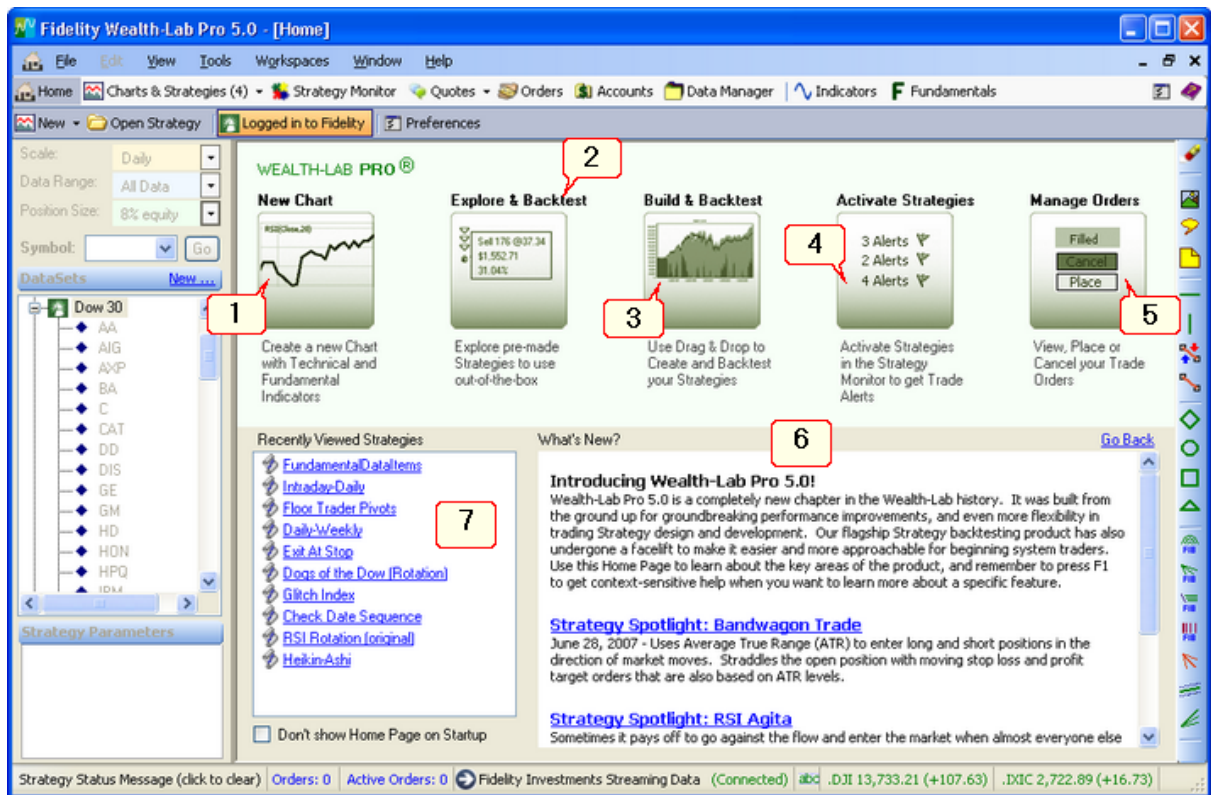 Fidelity Wealth-Lab Pro 5.0 - [Home]
File Edit View Tools Workspaces Window Help
Home Charts & Strategies (4) Strategy Monitor Quotes Orders Accounts Data Manager Indicators Fundamentals
New Open Strategy Logged in to Fidelity Preferences
Scale: Daily
Data Range: All Data
Position Size: 8% equity
Symbol: Go
DataSets New ...
Dow 30
AA
AIG
AXP
BA
C
CAT
DD
DIS
GE
GM
HD
HON
HPQ
IBM
Strategy Parameters
WEALTH-LAB PRO ®
New Chart
RSI(Close,20)
1
Create a new Chart
with Technical and
Fundamental
Indicators
2
Explore & Backtest
Sell 176 @37.34
$1,552.71
31.04%
Explore pre-made
Strategies to use
out-of-the-box
Build & Backtest
3
Use Drag & Drop to
Create and Backtest
your Strategies
Activate Strategies
4
3 Alerts
2 Alerts
4 Alerts
Activate Strategies
in the Strategy
Monitor to get Trade
Alerts
Manage Orders
Filled
Cancel
Place
5
View, Place or
Cancel your Trade
Orders
Recently Viewed Strategies
FundamentalDataItems
Intraday-Daily
Floor Trader Pivots
Daily-Weekly
Exit At Stop
Dogs of the Dow (Rotation)
Glitch Index
Check Date Sequence
RSI Rotation (original)
Heikin-Ashi
7
Don't show Home Page on Startup
What's New?
6
Go Back
Introducing Wealth-Lab Pro 5.0!
Wealth-Lab Pro 5.0 is a completely new chapter in the Wealth-Lab history. It was built from
the ground up for groundbreaking performance improvements, and even more flexibility in
trading Strategy design and development. Our flagship Strategy backtesting product has also
undergone a facelift to make it easier and more approachable for beginning system traders.
Use this Home Page to learn about the key areas of the product, and remember to press F1
to get context-sensitive help when you want to learn more about a specific feature.
Strategy Spotlight: Bandwagon Trade
June 28, 2007 - Uses Average True Range (ATR) to enter long and short positions in the
direction of market moves. Straddles the open position with moving stop loss and profit
target orders that are also based on ATR levels.
Strategy Spotlight: RSI Agita
Sometimes it pays off to go against the flow and enter the market when almost everyone else
FIB
FIB
FIB
FIB
Strategy Status Message (click to clear) Orders: 0 Active Orders: 0 Fidelity Investments Streaming Data (Connected) abc .DJI 13,733.21 (+107.63) .IXIC 2,722.89 (+16.73)